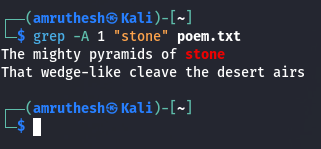 ┌──(amruthesh㉿Kali)-[~]
└─$ grep -A 1 "stone" poem.txt
The mighty pyramids of stone
That wedge-like cleave the desert airs
┌──(amruthesh㉿Kali)-[~]
└─$